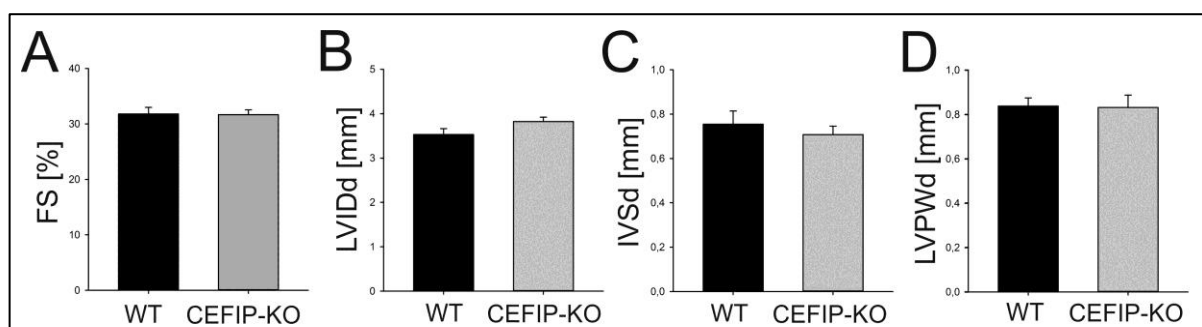 A
FS [%]
40
30
20
10
0
WT CEFIP-KO
B
LVIDd [mm]
5
4
3
2
1
0
WT CEFIP-KO
C
IVSd [mm]
1,0
0,8
0,6
0,4
0,2
0,0
WT CEFIP-KO
D
LVPWd [mm]
1,0
0,8
0,6
0,4
0,2
0,0
WT CEFIP-KO